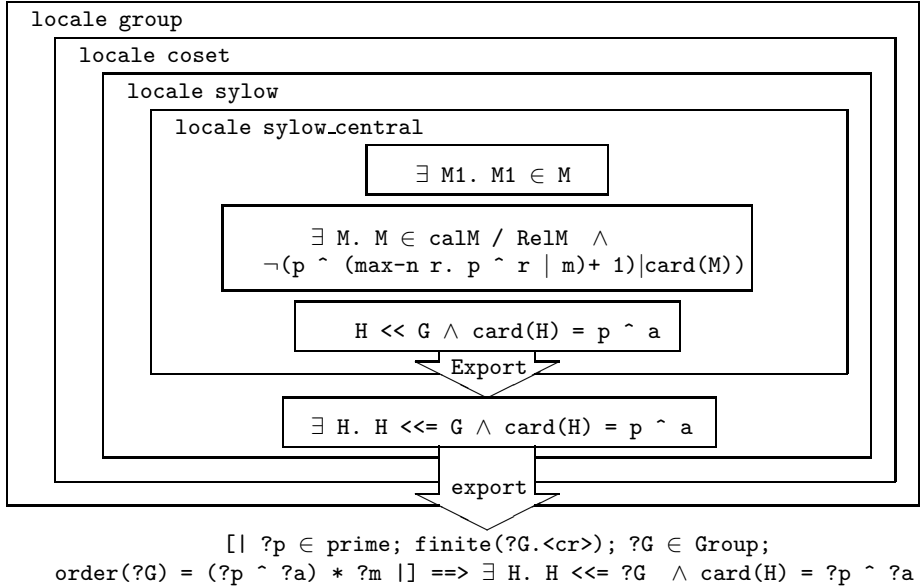 locale group
locale coset
locale sylow
locale sylow_central
∃ M1. M1 ∈ M
∃ M. M ∈ calM / RelM ∧
¬(p ^ (max-n r. p ^ r | m)+ 1)|card(M))
H << G ∧ card(H) = p ^ a
Export
∃ H. H <<= G ∧ card(H) = p ^ a
export
[| ?p ∈ prime; finite(?G.<cr>); ?G ∈ Group;
order(?G) = (?p ^ ?a) * ?m |] ==> ∃ H. H <<= ?G ∧ card(H) = ?p ^ ?a